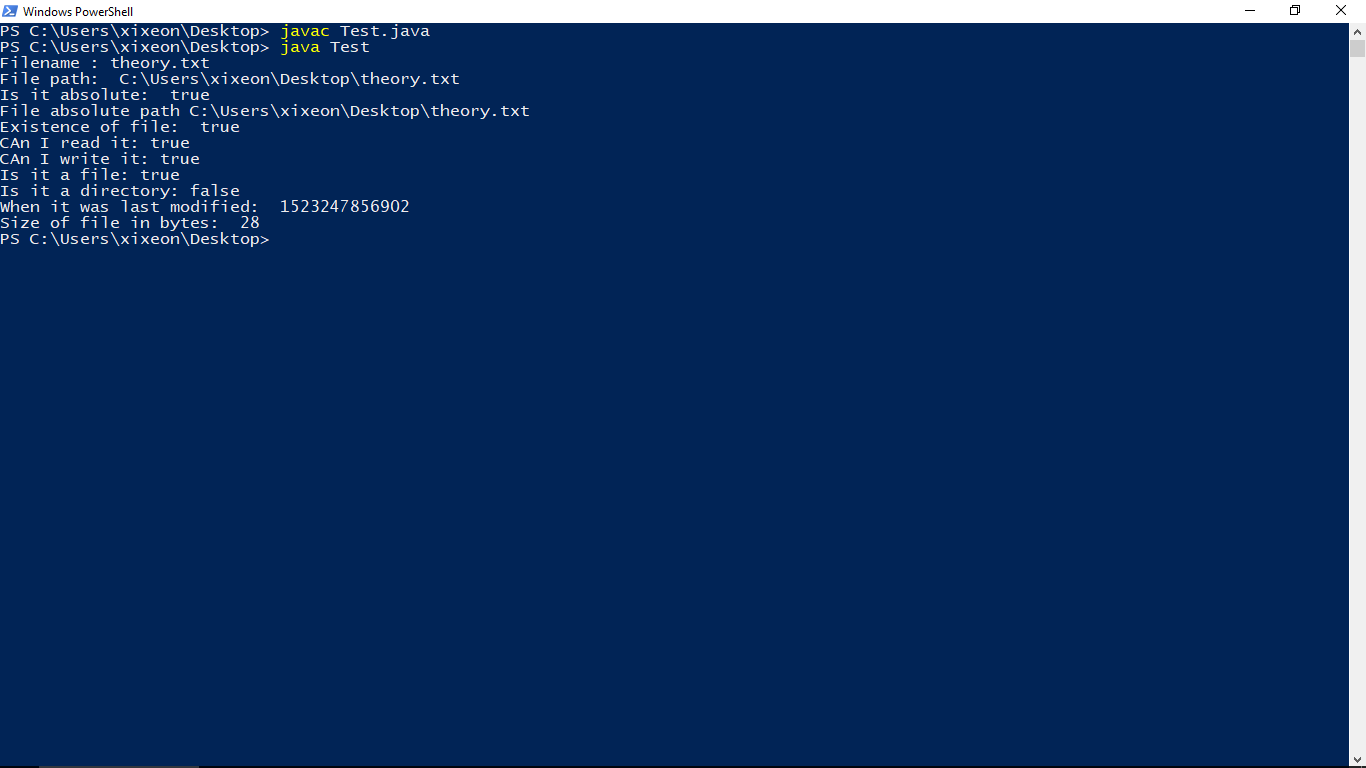 Windows PowerShell
PS C:\Users\xixeon\Desktop> javac Test.java
PS C:\Users\xixeon\Desktop> java Test
Filename : theory.txt
File path:  C:\Users\xixeon\Desktop\theory.txt
Is it absolute:  true
File absolute path C:\Users\xixeon\Desktop\theory.txt
Existence of file:  true
CAn I read it: true
CAn I write it: true
Is it a file: true
Is it a directory: false
When it was last modified:  1523247856902
Size of file in bytes:  28
PS C:\Users\xixeon\Desktop>